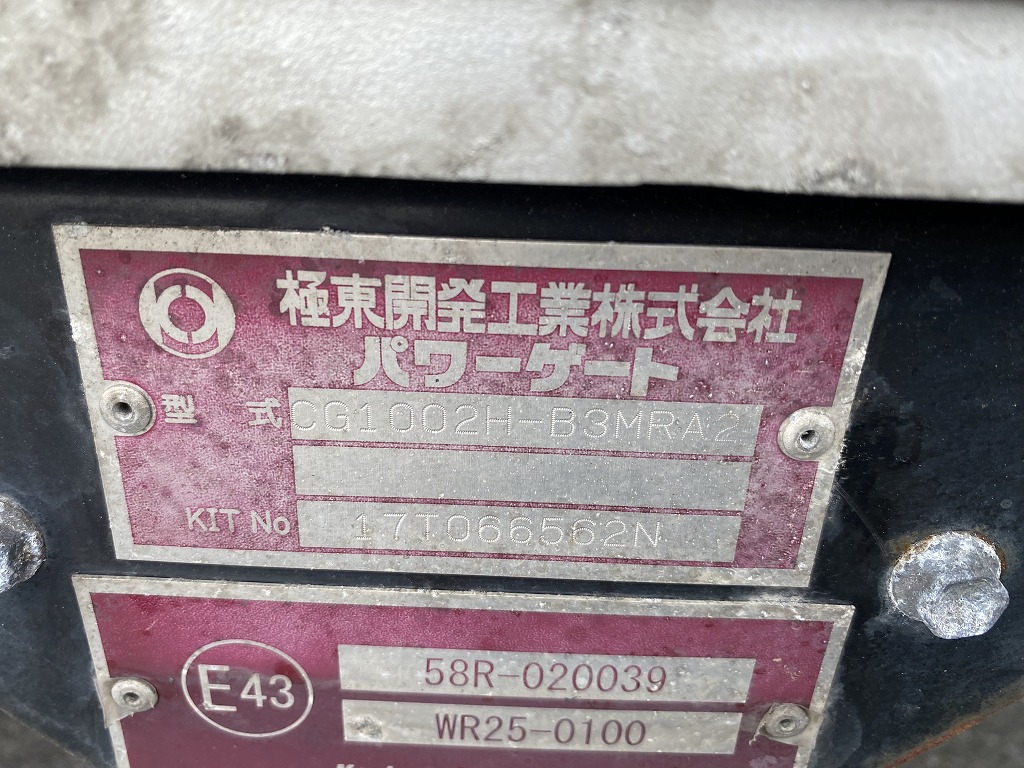 極東開発工業株式会社
パワーゲート
型 式 CG1002H-B3MRA2
KIT No 17T066562N
E43 58R-020039
WR25-0100